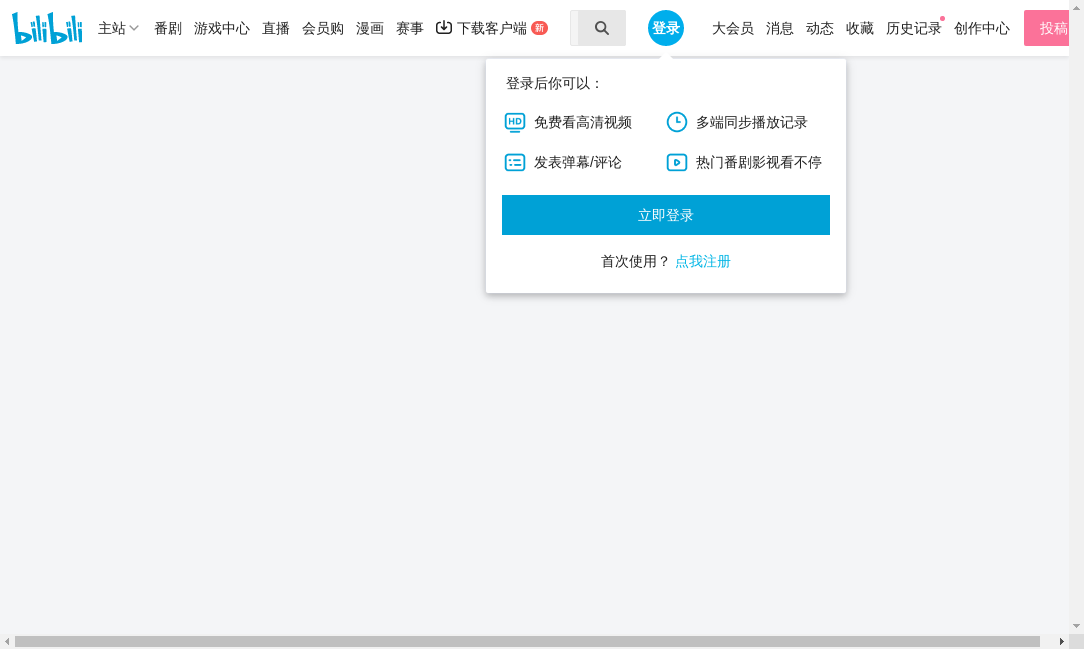 bilibili 主站 番剧 游戏中心 直播 会员购 漫画 赛事 下载客户端 新 登录 大会员 消息 动态 收藏 历史记录 创作中心 投稿
登录后你可以：
HD 免费看高清视频 多端同步播放记录
发表弹幕/评论 热门番剧影视看不停
立即登录
首次使用？ 点我注册